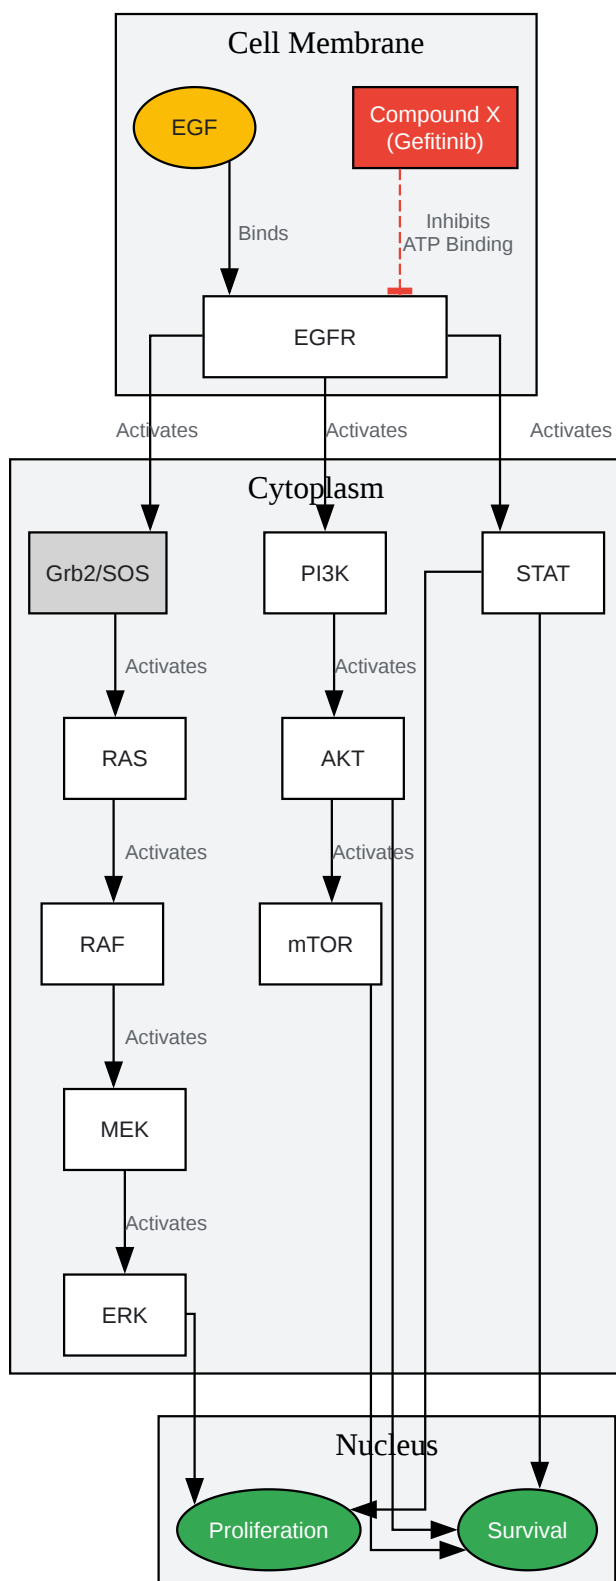 Cell Membrane
EGF
Compound X
(Gefitinib)
Binds
Inhibits
ATP Binding
EGFR
Activates
Activates
Activates
Cytoplasm
Grb2/SOS
PI3K
STAT
Activates
Activates
RAS
AKT
Activates
Activates
RAF
mTOR
Activates
MEK
Activates
ERK
Nucleus
Proliferation
Survival